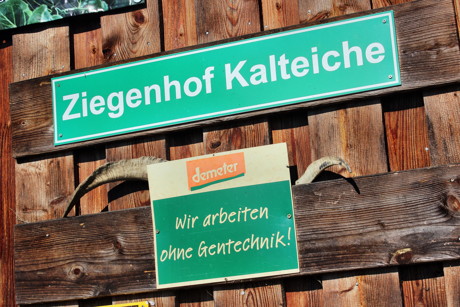 Ziegenhof Kalteiche
demeter
Wir arbeiten
ohne Gentechnik!